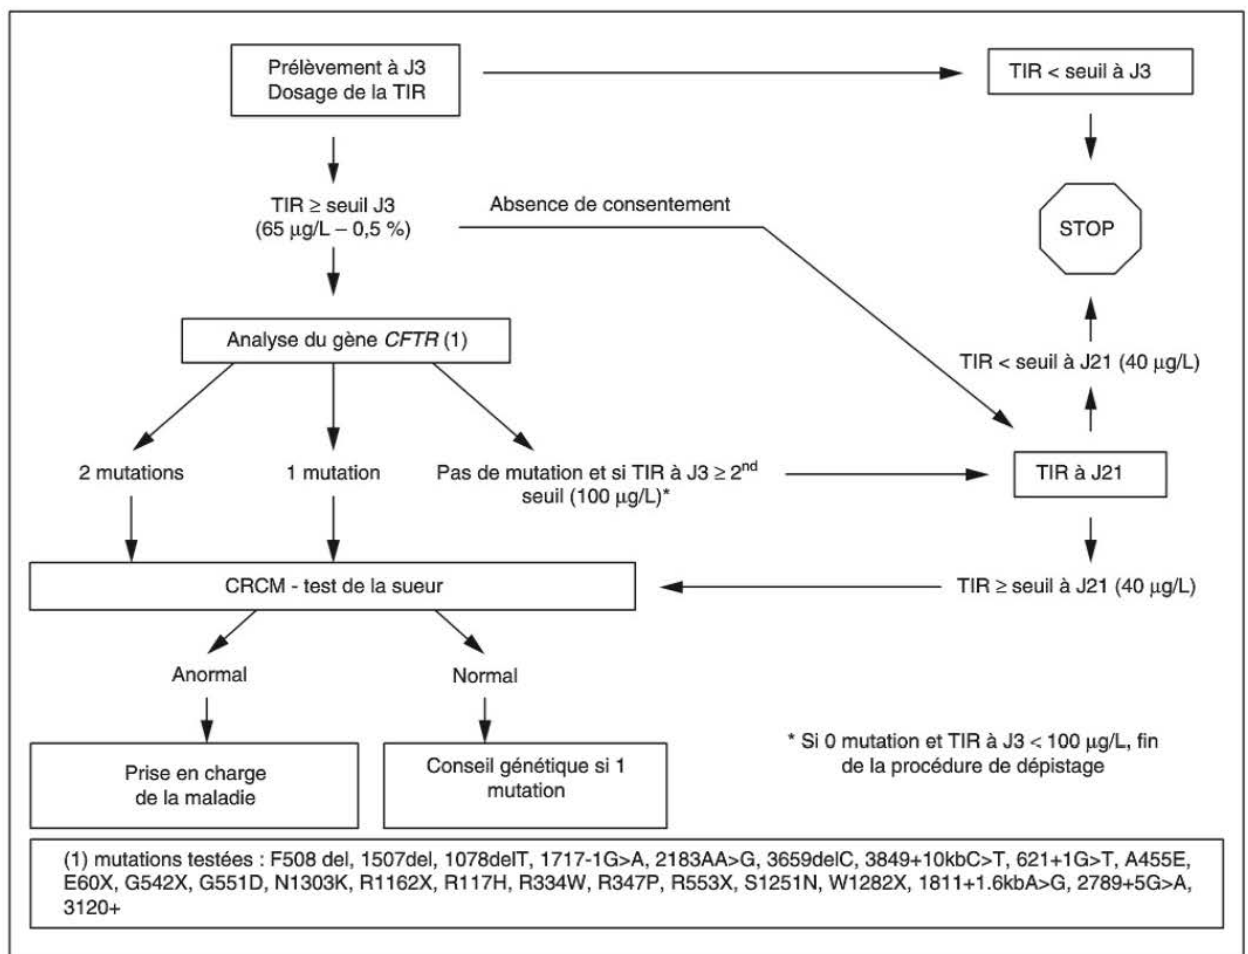 Prélèvement à J3
Dosage de la TIR
TIR < seuil à J3
TIR ≥ seuil J3
(65 µg/L – 0,5 %)
Absence de consentement
STOP
Analyse du gène CFTR (1)
TIR < seuil à J21 (40 µg/L)
2 mutations
1 mutation
Pas de mutation et si TIR à J3 ≥ 2nd
seuil (100 µg/L)*
TIR à J21
CRCM - test de la sueur
TIR ≥ seuil à J21 (40 µg/L)
Anormal
Normal
Prise en charge
de la maladie
Conseil génétique si 1
mutation
* Si 0 mutation et TIR à J3 < 100 µg/L, fin
de la procédure de dépistage
(1) mutations testées : F508 del, 1507del, 1078delT, 1717-1G>A, 2183AA>G, 3659delC, 3849+10kbC>T, 621+1G>T, A455E,
E60X, G542X, G551D, N1303K, R1162X, R117H, R334W, R347P, R553X, S1251N, W1282X, 1811+1.6kbA>G, 2789+5G>A,
3120+